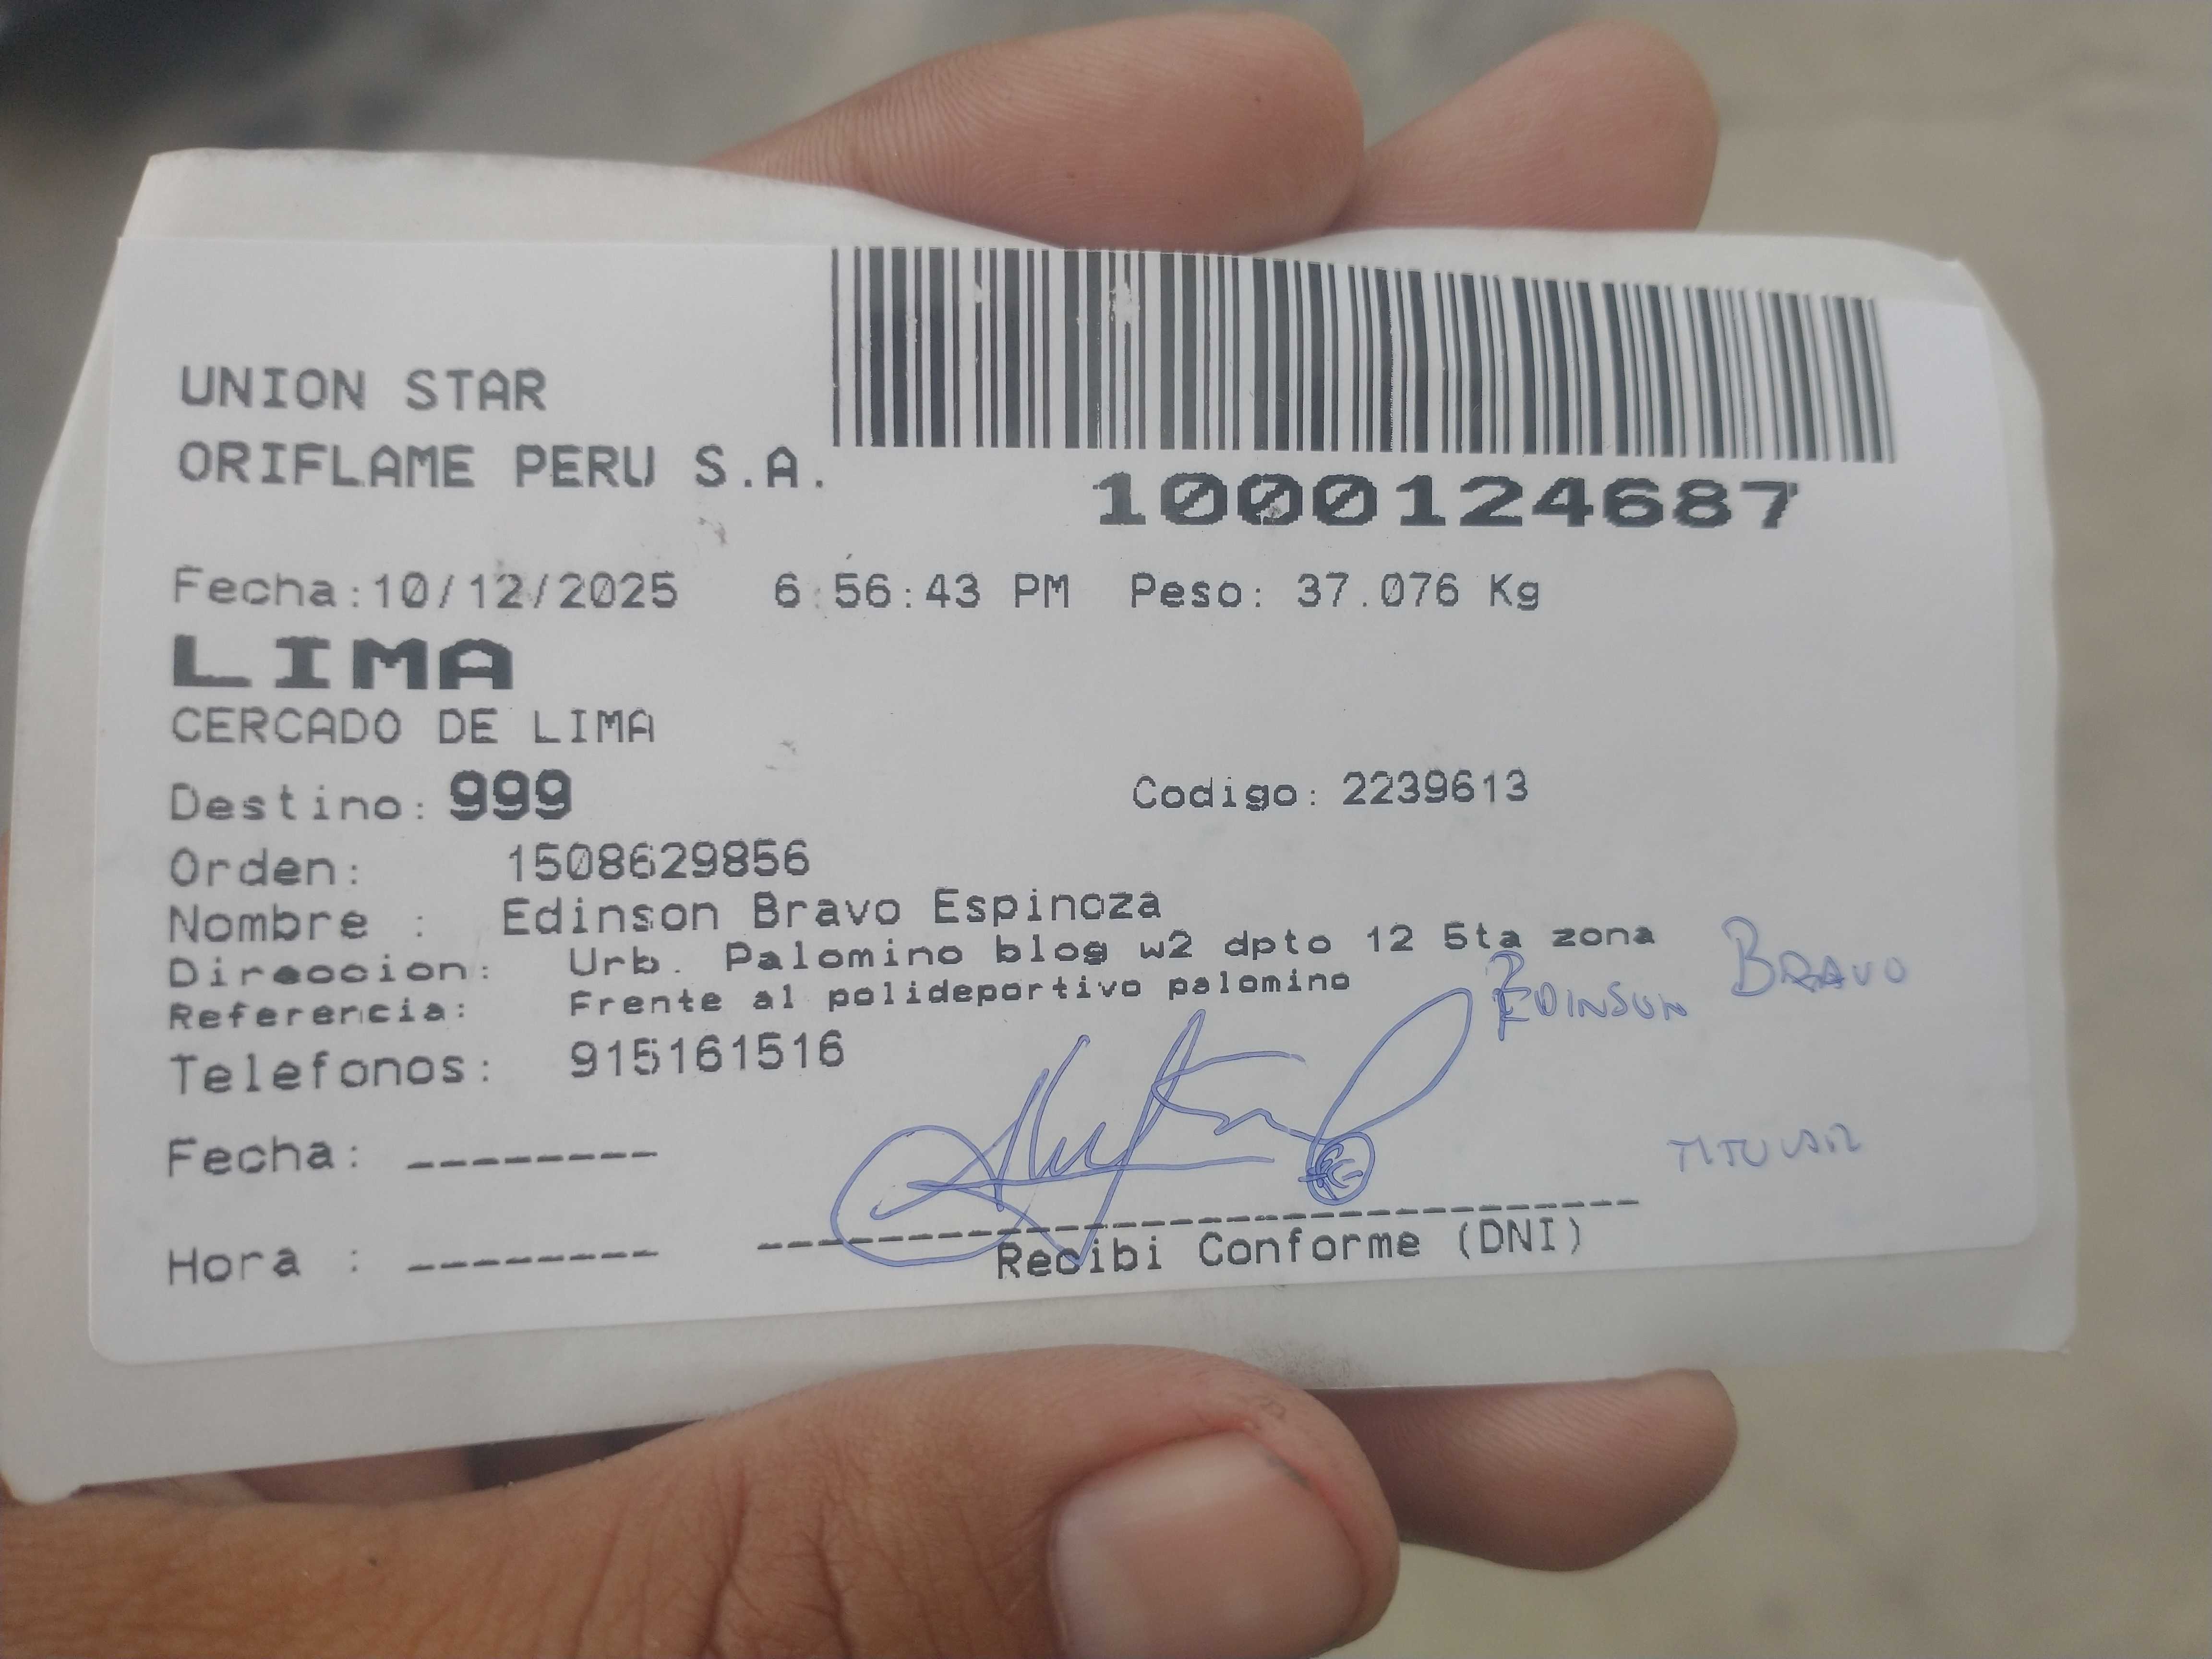 UNION STAR
ORIFLAME PERU S.A.
1000124687
Fecha:10/12/2025 6:56:43 PM Peso: 37.076 Kg
LIMA
CERCADO DE LIMA
Destino: 999 Codigo: 2239613
Orden: 1508629856
Nombre : Edinson Bravo Espinoza
Direccion: Urb. Palomino blog w2 dpto 12 5ta zona
Referencia: Frente al polideportivo palomino
EDINSON BRAVO
Telefonos: 915161516
Fecha: --------
TITULAR
Hora : --------
Recibi Conforme (DNI)